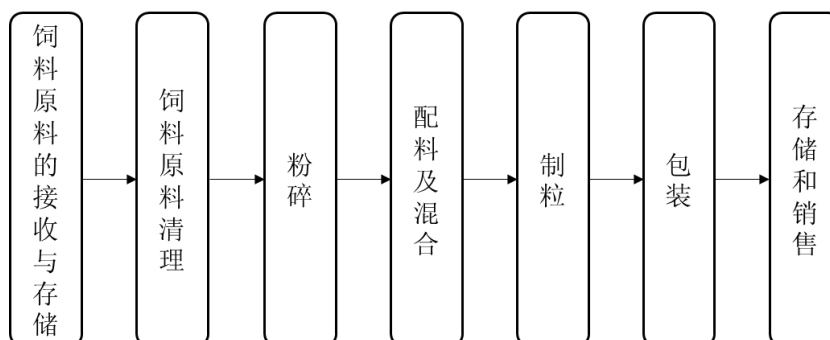 饲料原料的接收与存储
饲料原料清理
粉碎
配料及混合
制粒
包装
存储和销售